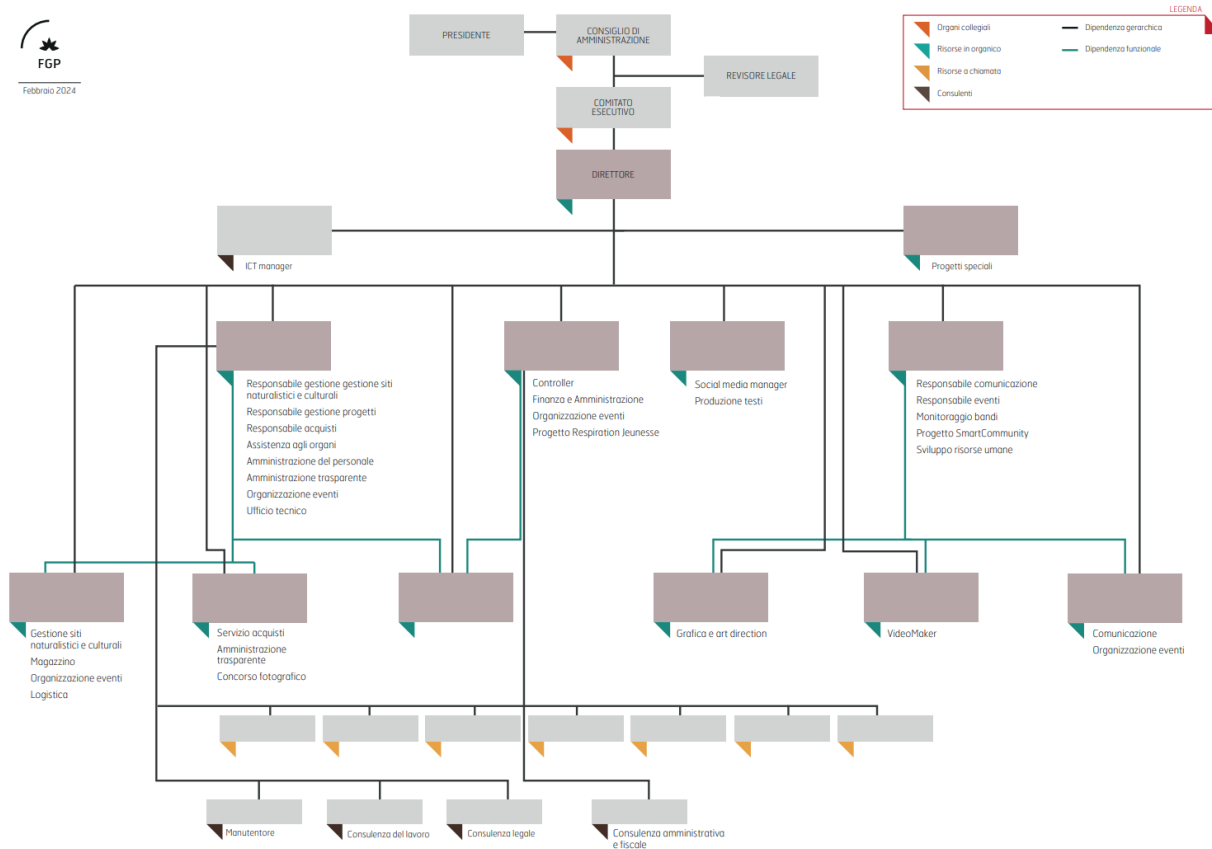 FGP
Febbraio 2024
PRESIDENTE
CONSIGLIO DI
AMMINISTRAZIONE
REVISORE LEGALE
COMITATO
ESECUTIVO
DIRETTORE
LEGENDA
Organi collegiali
Risorse in organico
Risorse a chiamata
Consulenti
Dipendenza gerarchica
Dipendenza funzionale
ICT manager
Progetti speciali
Responsabile gestione gestione siti
naturalistici e culturali
Responsabile gestione progetti
Responsabile acquisti
Assistenza agli organi
Amministrazione del personale
Amministrazione trasparente
Organizzazione eventi
Ufficio tecnico
Controller
Finanza e Amministrazione
Organizzazione eventi
Progetto Respiration Jeunesse
Social media manager
Produzione testi
Responsabile comunicazione
Responsabile eventi
Monitoraggio bandi
Progetto SmartCommunity
Sviluppo risorse umane
Gestione siti
naturalistici e culturali
Magazzino
Organizzazione eventi
Logistica
Servizio acquisti
Amministrazione
trasparente
Concorso fotografico
Grafica e art direction
VideoMaker
Comunicazione
Organizzazione eventi
Manutentore
Consulenza del lavoro
Consulenza legale
Consulenza amministrativa
e fiscale